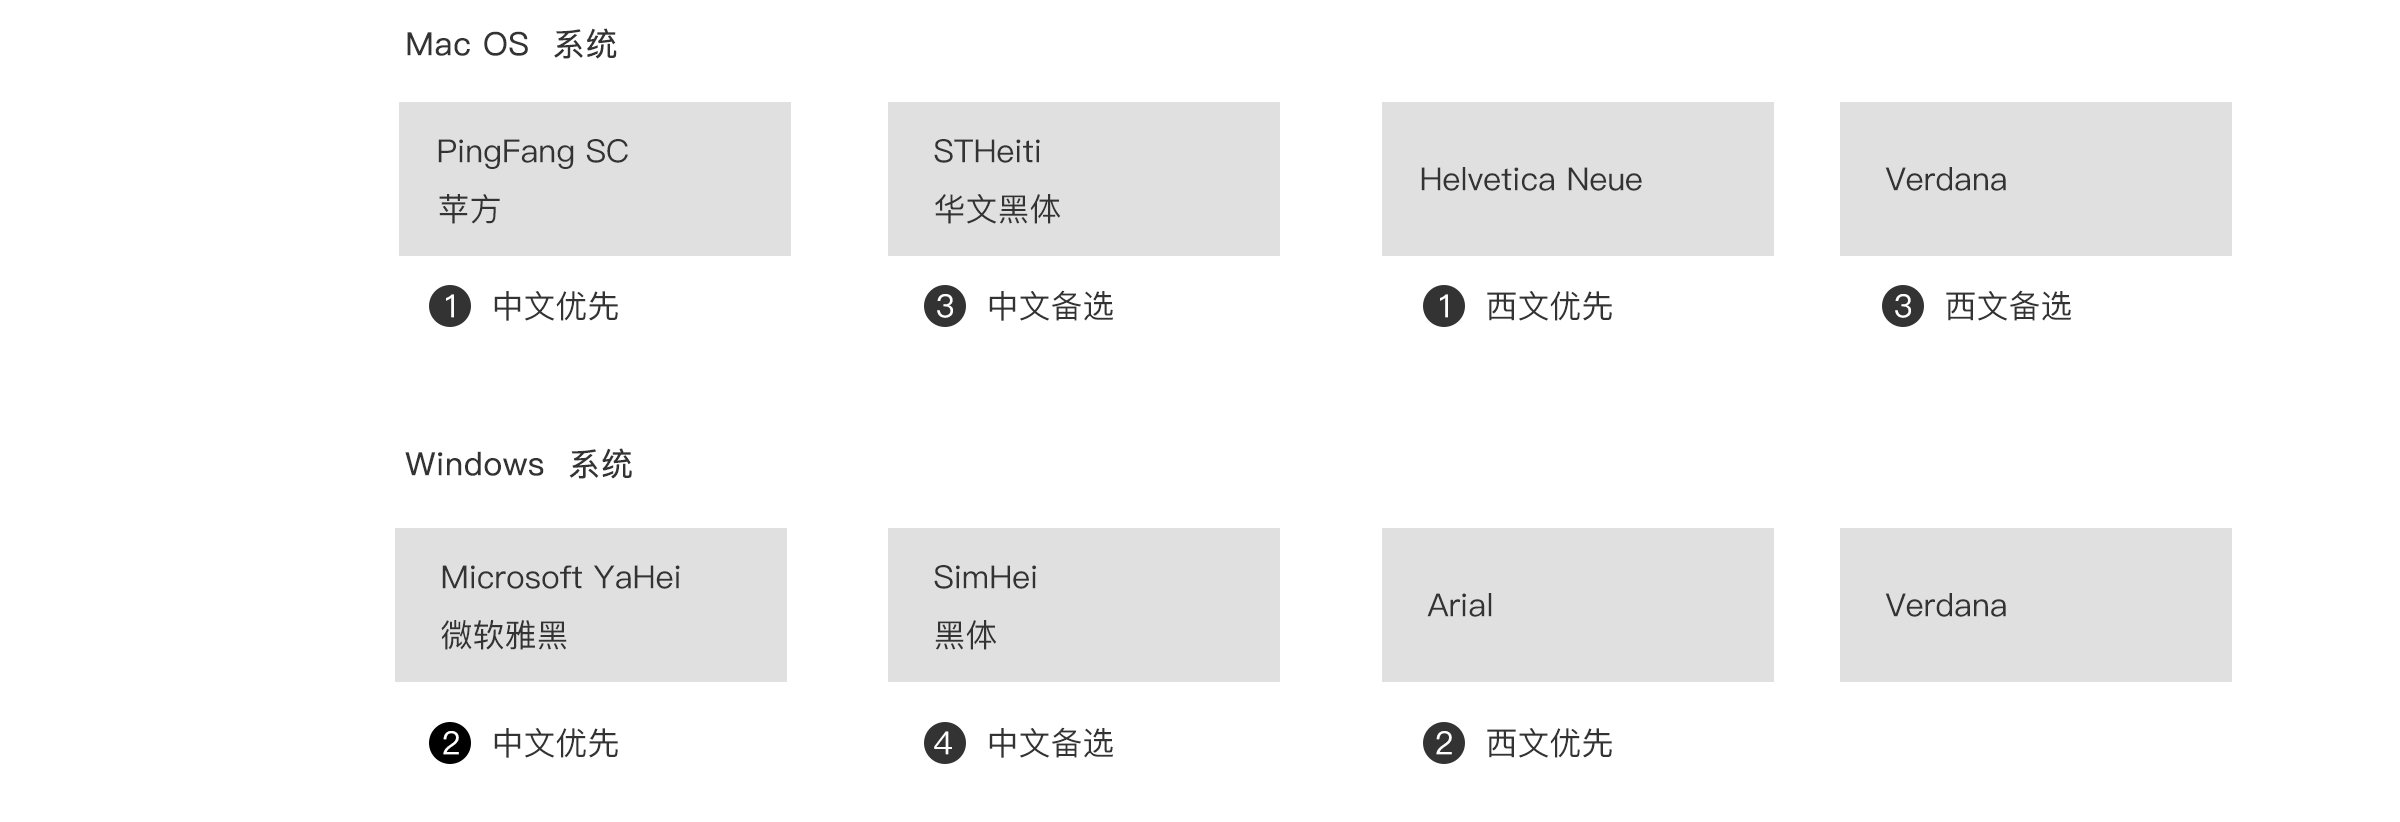 Mac OS 系统
PingFang SC
苹方
STHeiti
华文黑体
Helvetica Neue
Verdana
1 中文优先
3 中文备选
1 西文优先
3 西文备选
Windows 系统
Microsoft YaHei
微软雅黑
SimHei
黑体
Arial
Verdana
2 中文优先
4 中文备选
2 西文优先